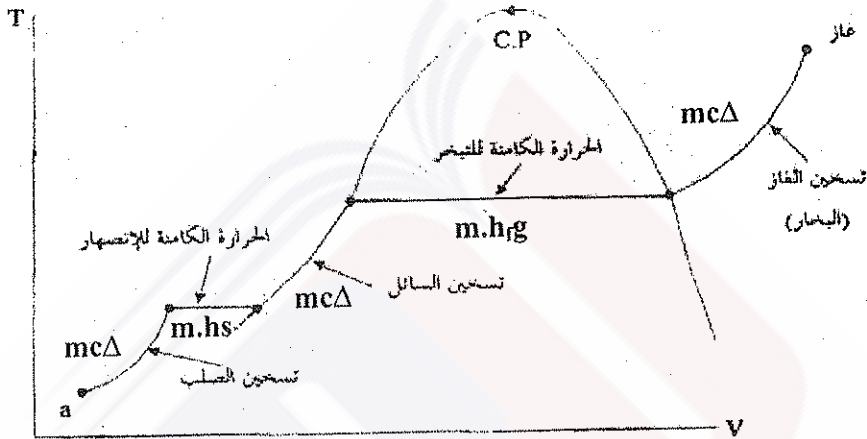 T
C.P
غاز
mcΔ
الحرارة الكامنة للتبخر
تسخين الغاز
(البخار)
m.hfg
الحرارة الكامنة للإنصهار
تسخين السائل
mcΔ
m.hs
mcΔ
تسخين الصلب
a
V